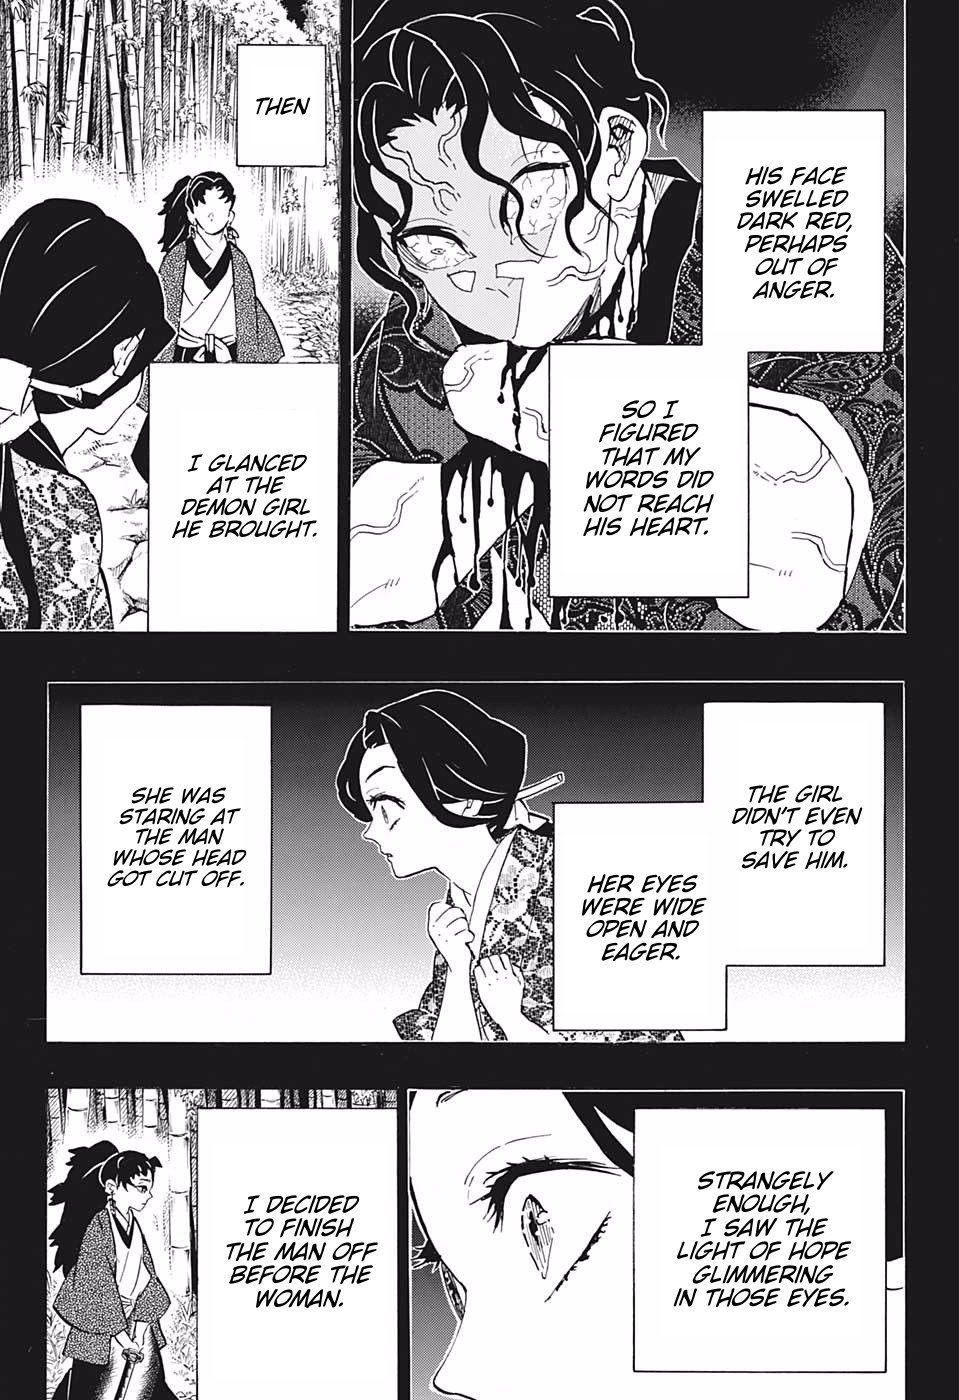 HIS FACE
SWELLED
DARK RED,
PERHAPS
OUT OF
ANGER.
SO I
FIGURED
THAT MY
WORDS DID
NOT REACH
HIS HEART.
THEN
I GLANCED
AT THE
DEMON GIRL
HE BROUGHT.
THE GIRL
DIDN'T EVEN
TRY TO
SAVE HIM.
HER EYES
WERE WIDE
OPEN AND
EAGER.
SHE WAS
STARING AT
THE MAN
WHOSE HEAD
GOT CUT OFF.
STRANGELY
ENOUGH,
I SAW THE
LIGHT OF HOPE
GLIMMERING
IN THOSE EYES.
I DECIDED
TO FINISH
THE MAN OFF
BEFORE THE
WOMAN.